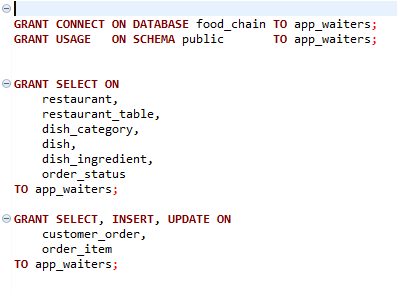 GRANT CONNECT ON DATABASE food_chain TO app_waiters;
GRANT USAGE   ON SCHEMA public       TO app_waiters;
GRANT SELECT ON
    restaurant,
    restaurant_table,
    dish_category,
    dish,
    dish_ingredient,
    order_status
TO app_waiters;
GRANT SELECT, INSERT, UPDATE ON
    customer_order,
    order_item
TO app_waiters;